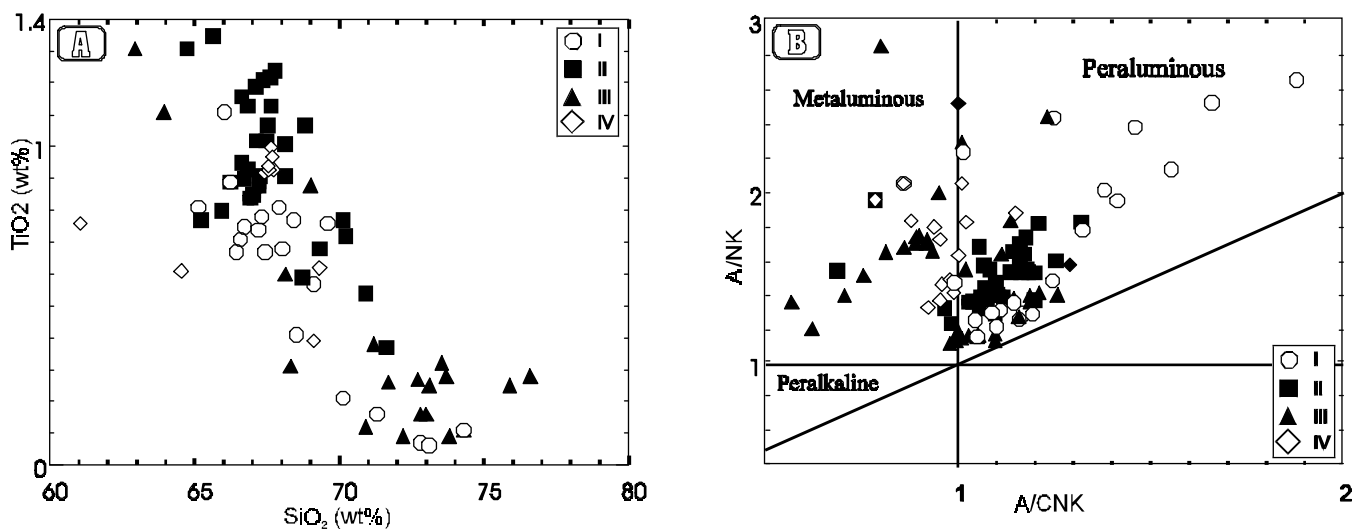 A
1.4
1
0
TiO2 (wt%)
60
65
70
75
80
SiO₂ (wt%)
I
II
III
IV
B
3
2
1
A/NK
Metaluminous
Peraluminous
Peralkaline
1
2
A/CNK
I
II
III
IV